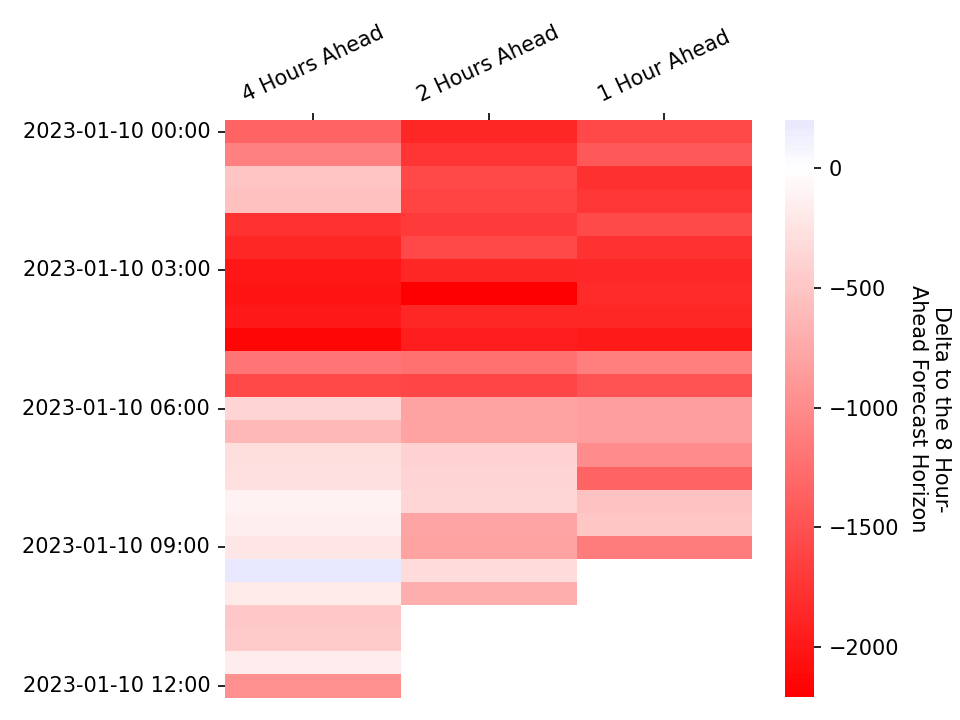 4 Hours Ahead
2 Hours Ahead
1 Hour Ahead
2023-01-10 00:00
2023-01-10 03:00
2023-01-10 06:00
2023-01-10 09:00
2023-01-10 12:00
0
−500
−1000
−1500
−2000
Delta to the 8 Hour-
Ahead Forecast Horizon